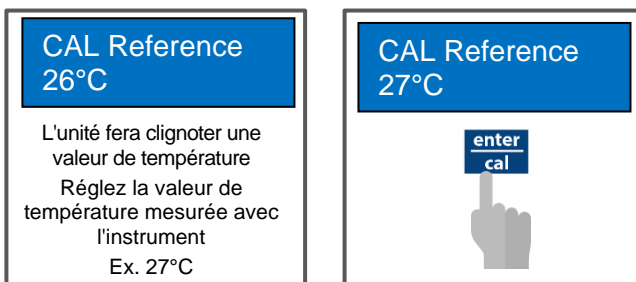 CAL Reference
26°C
L'unité fera clignoter une
valeur de température
Réglez la valeur de
température mesurée avec
l'instrument
Ex. 27°C
CAL Reference
27°C
enter
cal